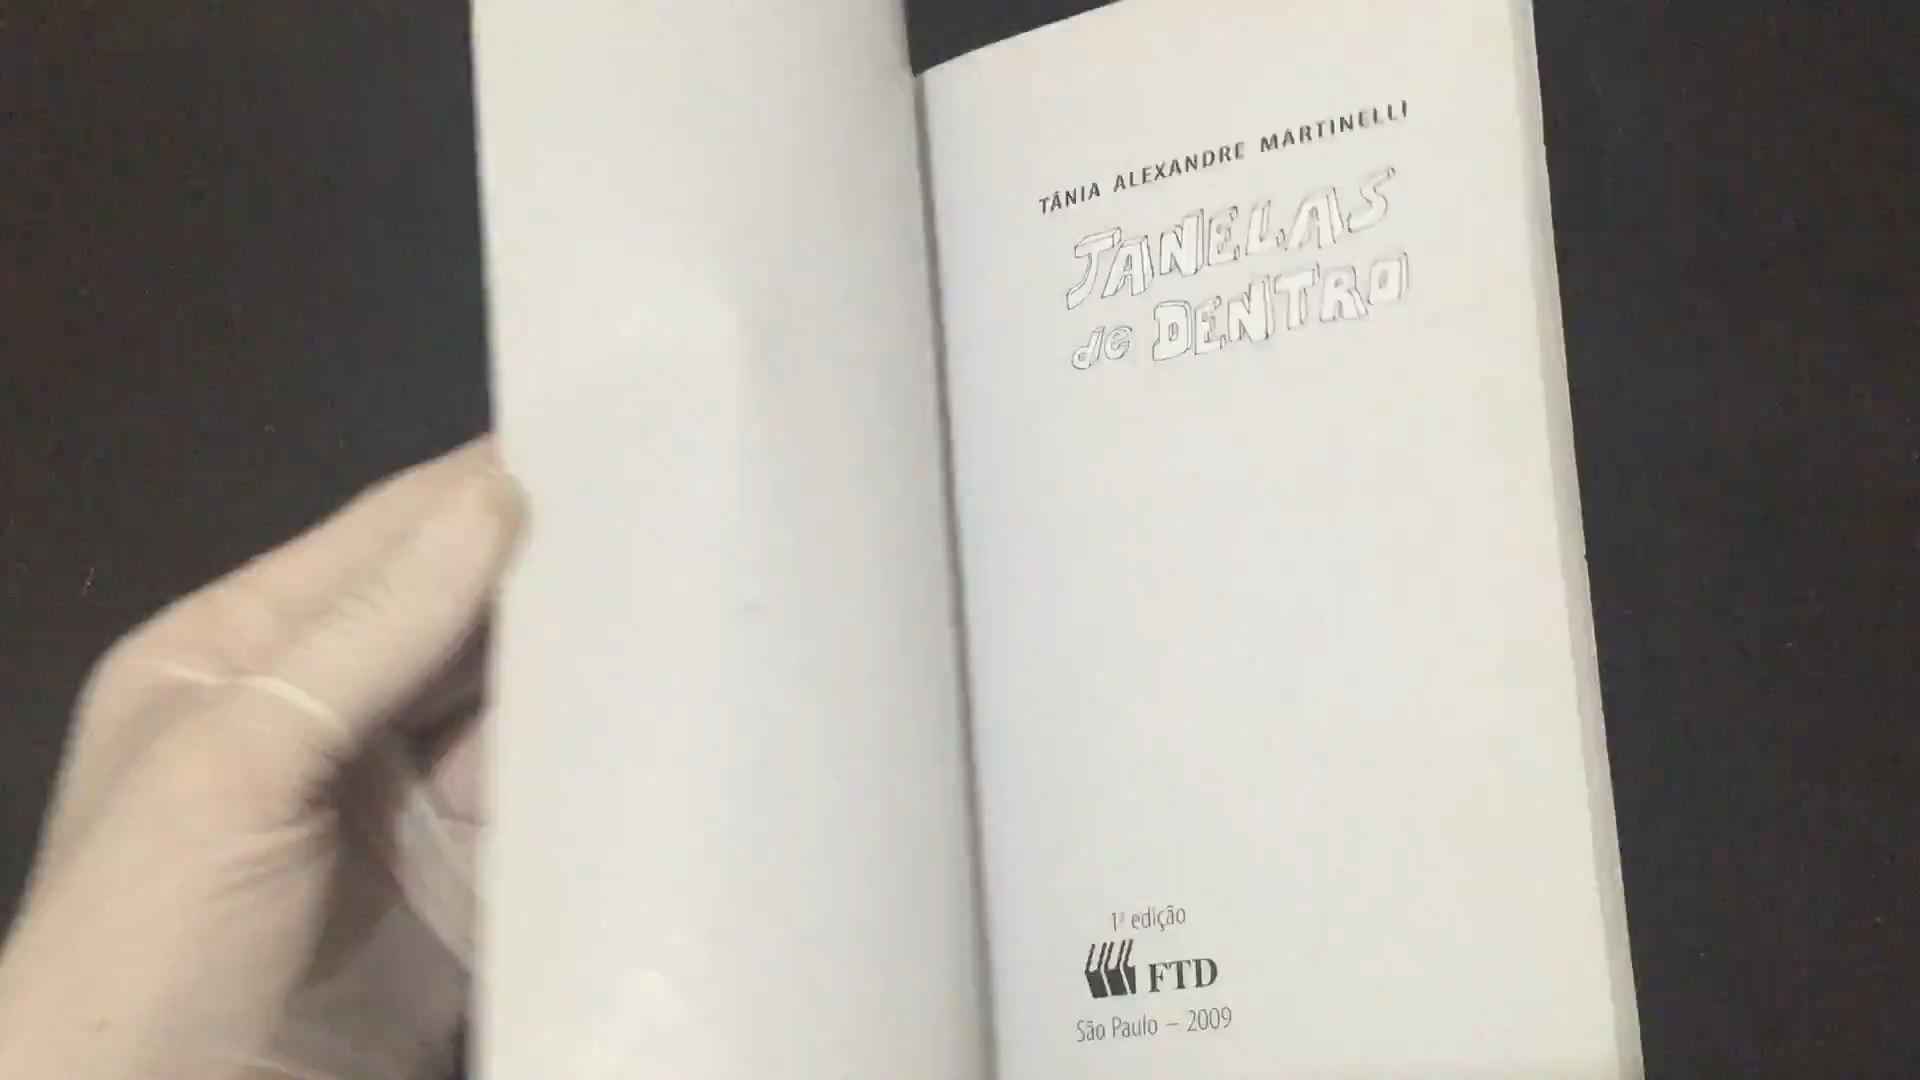 TÂNIA ALEXANDRE MARTINELLI
JANELAS
de DENTRO
1ª edição
FTD
São Paulo – 2009